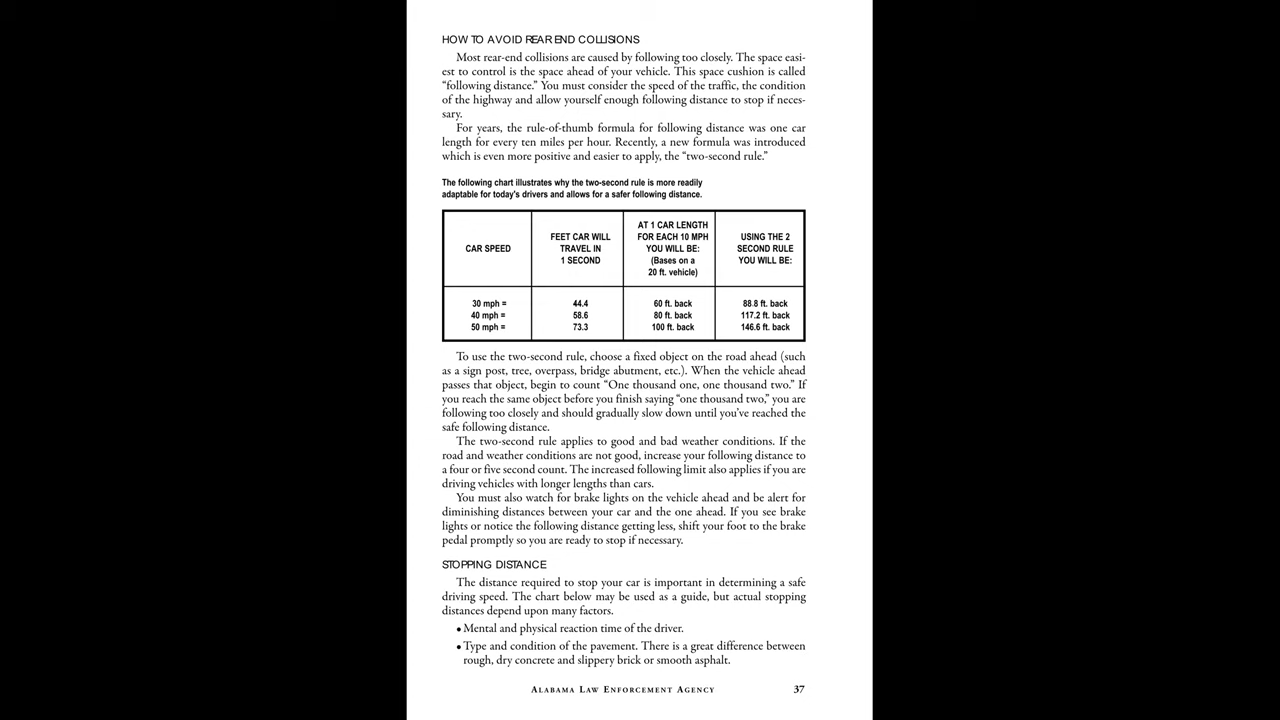 HOW TO AVOID REAR END COLLISIONS
Most rear-end collisions are caused by following too closely. The space easi-
est to control is the space ahead of your vehicle. This space cushion is called
“following distance.” You must consider the speed of the traffic, the condition
of the highway and allow yourself enough following distance to stop if neces-
sary.
For years, the rule-of-thumb formula for following distance was one car
length for every ten miles per hour. Recently, a new formula was introduced
which is even more positive and easier to apply, the “two-second rule.”
The following chart illustrates why the two-second rule is more readily
adaptable for today's drivers and allows for a safer following distance.
CAR SPEED
FEET CAR WILL
TRAVEL IN
1 SECOND
AT 1 CAR LENGTH
FOR EACH 10 MPH
YOU WILL BE:
(Bases on a
20 ft. vehicle)
USING THE 2
SECOND RULE
YOU WILL BE:
30 mph = 44.4 60 ft. back 88.8 ft. back
40 mph = 58.6 80 ft. back 117.2 ft. back
50 mph = 73.3 100 ft. back 146.6 ft. back
To use the two-second rule, choose a fixed object on the road ahead (such
as a sign post, tree, overpass, bridge abutment, etc.). When the vehicle ahead
passes that object, begin to count “One thousand one, one thousand two.” If
you reach the same object before you finish saying “one thousand two,” you are
following too closely and should gradually slow down until you’ve reached the
safe following distance.
The two-second rule applies to good and bad weather conditions. If the
road and weather conditions are not good, increase your following distance to
a four or five second count. The increased following limit also applies if you are
driving vehicles with longer lengths than cars.
You must also watch for brake lights on the vehicle ahead and be alert for
diminishing distances between your car and the one ahead. If you see brake
lights or notice the following distance getting less, shift your foot to the brake
pedal promptly so you are ready to stop if necessary.
STOPPING DISTANCE
The distance required to stop your car is important in determining a safe
driving speed. The chart below may be used as a guide, but actual stopping
distances depend upon many factors.
• Mental and physical reaction time of the driver.
• Type and condition of the pavement. There is a great difference between
rough, dry concrete and slippery brick or smooth asphalt.
ALABAMA LAW ENFORCEMENT AGENCY 37